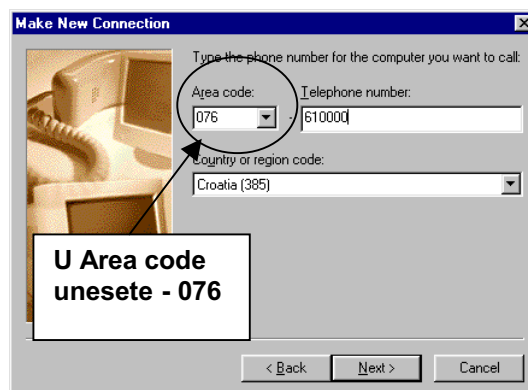 Make New Connection
Type the phone number for the computer you want to call:
Area code: Telephone number:
076 - 610000
Country or region code:
Croatia (385)
U Area code
unesete - 076
< Back Next > Cancel